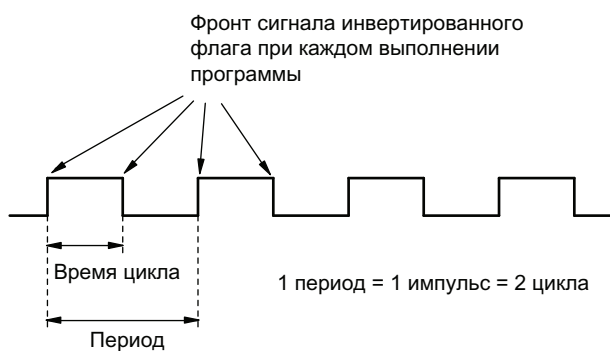 Фронт сигнала инвертированного
флага при каждом выполнении
программы
Время цикла
1 период = 1 импульс = 2 цикла
Период